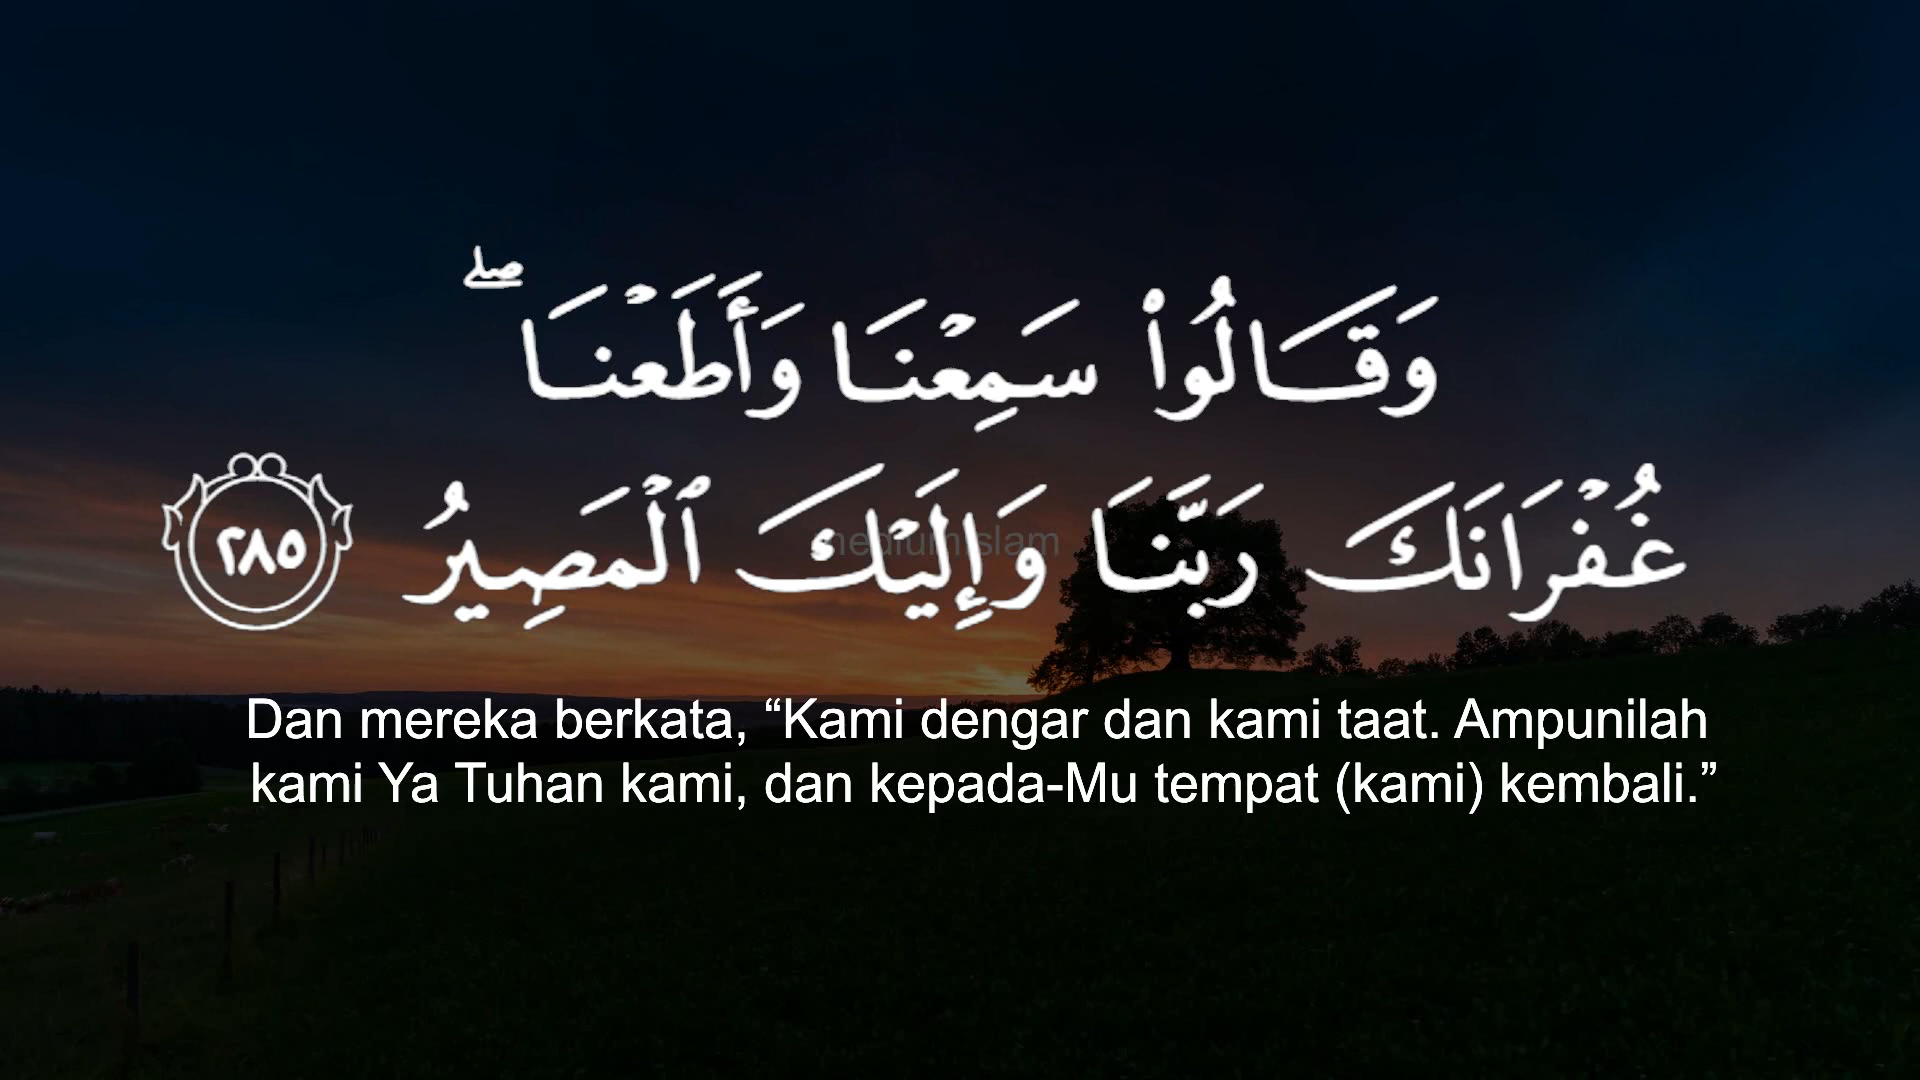 وَقَالُوا۟ سَمِعْنَا وَأَطَعْنَا ۖ
غُفْرَانَكَ رَبَّنَا وَإِلَيْكَ ٱلْمَصِيرُ ٢٨٥
mediumislam
Dan mereka berkata, “Kami dengar dan kami taat. Ampunilah
kami Ya Tuhan kami, dan kepada-Mu tempat (kami) kembali.”